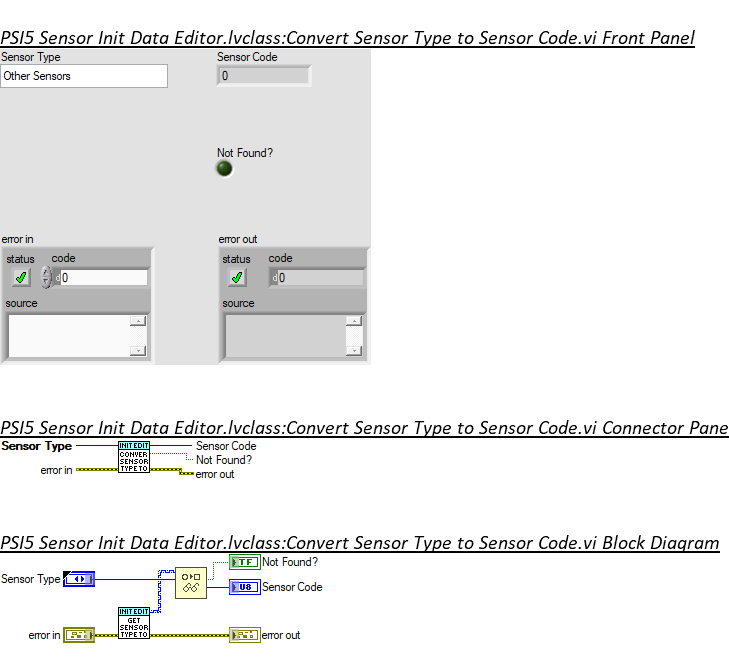 PSI5 Sensor Init Data Editor.lvclass:Convert Sensor Type to Sensor Code.vi Front Panel
Sensor Type
Sensor Code
Other Sensors
0
Not Found?
error in
error out
status code
status code
d0
d0
source
source
PSI5 Sensor Init Data Editor.lvclass:Convert Sensor Type to Sensor Code.vi Connector Pane
Sensor Type
INIT EDIT
Sensor Code
CONVER
Not Found?
SENSOR
error in
TYPE TO
error out
PSI5 Sensor Init Data Editor.lvclass:Convert Sensor Type to Sensor Code.vi Block Diagram
TF
Not Found?
Sensor Type
U8
Sensor Code
INIT EDIT
GET
SENSOR
error in
TYPE TO
error out